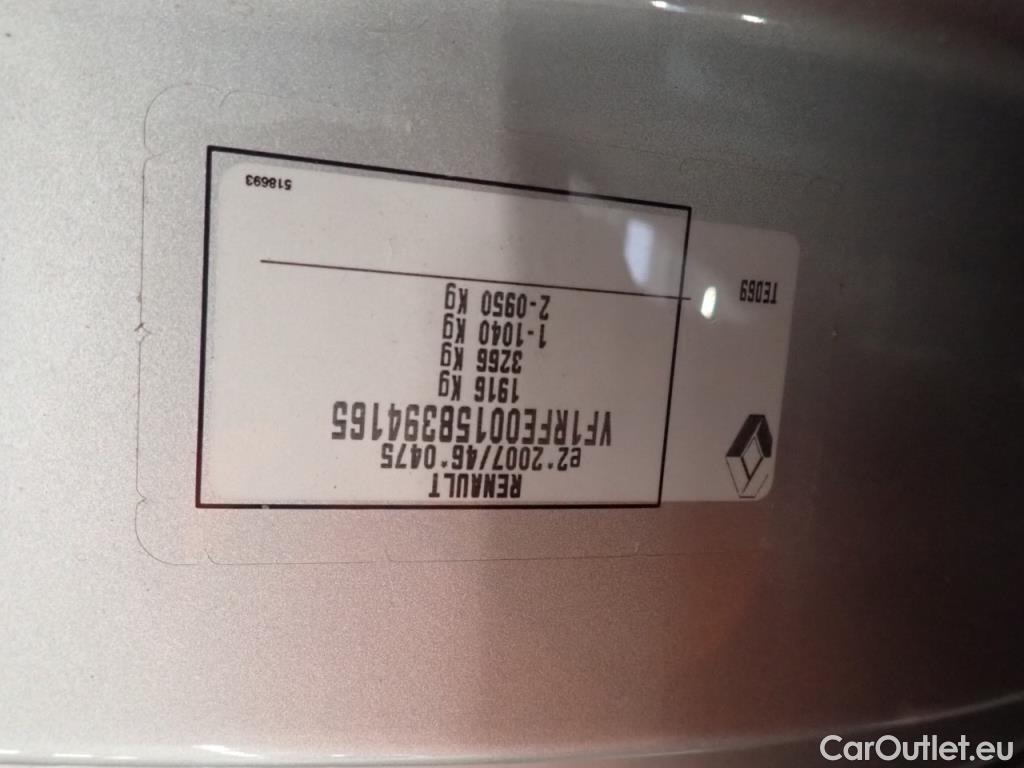 RENAULT
e2*2007/46*0475
VF1RFE00158394165
1916 Kg
3266 Kg
1-1040 Kg
2-0950 Kg
TE069
518693
CarOutlet.eu